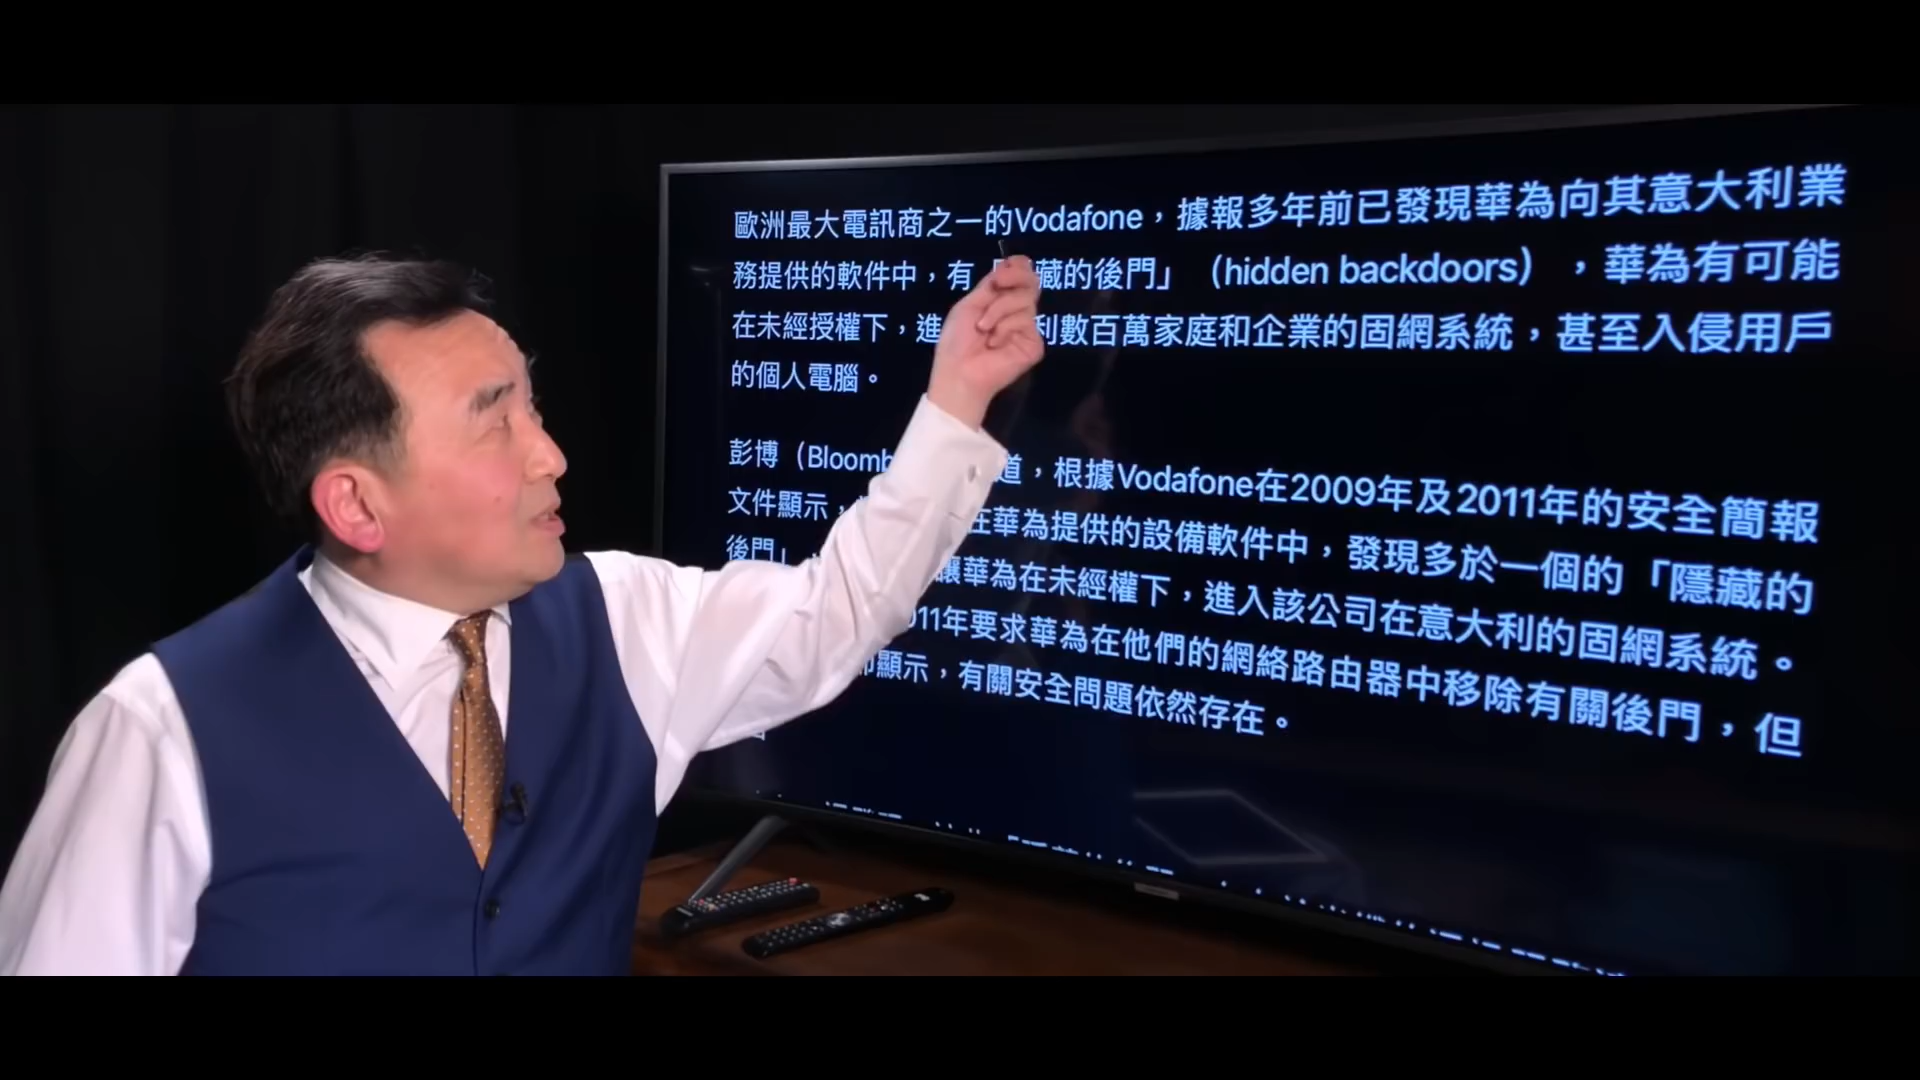 歐洲最大電訊商之一的Vodafone，據報多年前已發現華為向其意大利業
務提供的軟件中，有「 藏的後門」（hidden backdoors），華為有可能
在未經授權下，進 利數百萬家庭和企業的固網系統，甚至入侵用戶
的個人電腦。
彭博（Bloomb 道，根據Vodafone在2009年及2011年的安全簡報
文件顯示， 在華為提供的設備軟件中，發現多於一個的「隱藏的
後門」， 讓華為在未經權下，進入該公司在意大利的固網系統。
011年要求華為在他們的網絡路由器中移除有關後門，但
顯示，有關安全問題依然存在。